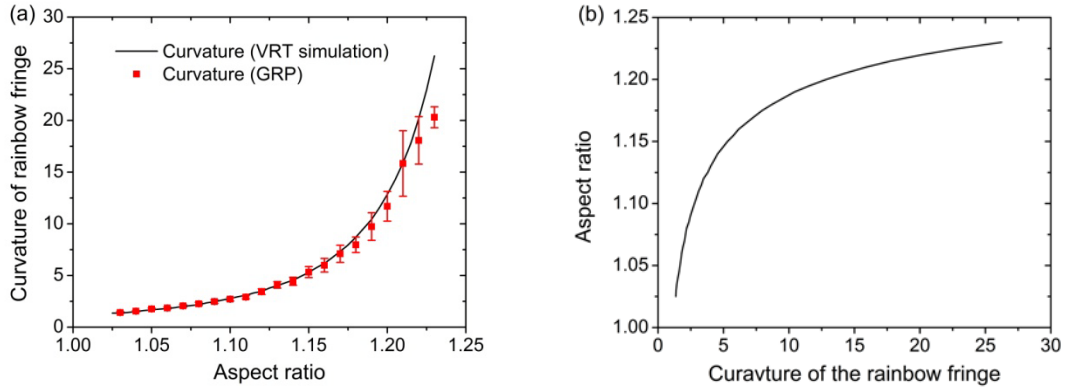 (a)
30
25
20
15
10
5
0
Curvature of rainbow fringe
Curvature (VRT simulation)
Curvature (GRP)
1.00 1.05 1.10 1.15 1.20 1.25
Aspect ratio
(b)
1.25
1.20
1.15
1.10
1.05
1.00
Aspect ratio
0 5 10 15 20 25 30
Curavture of the rainbow fringe